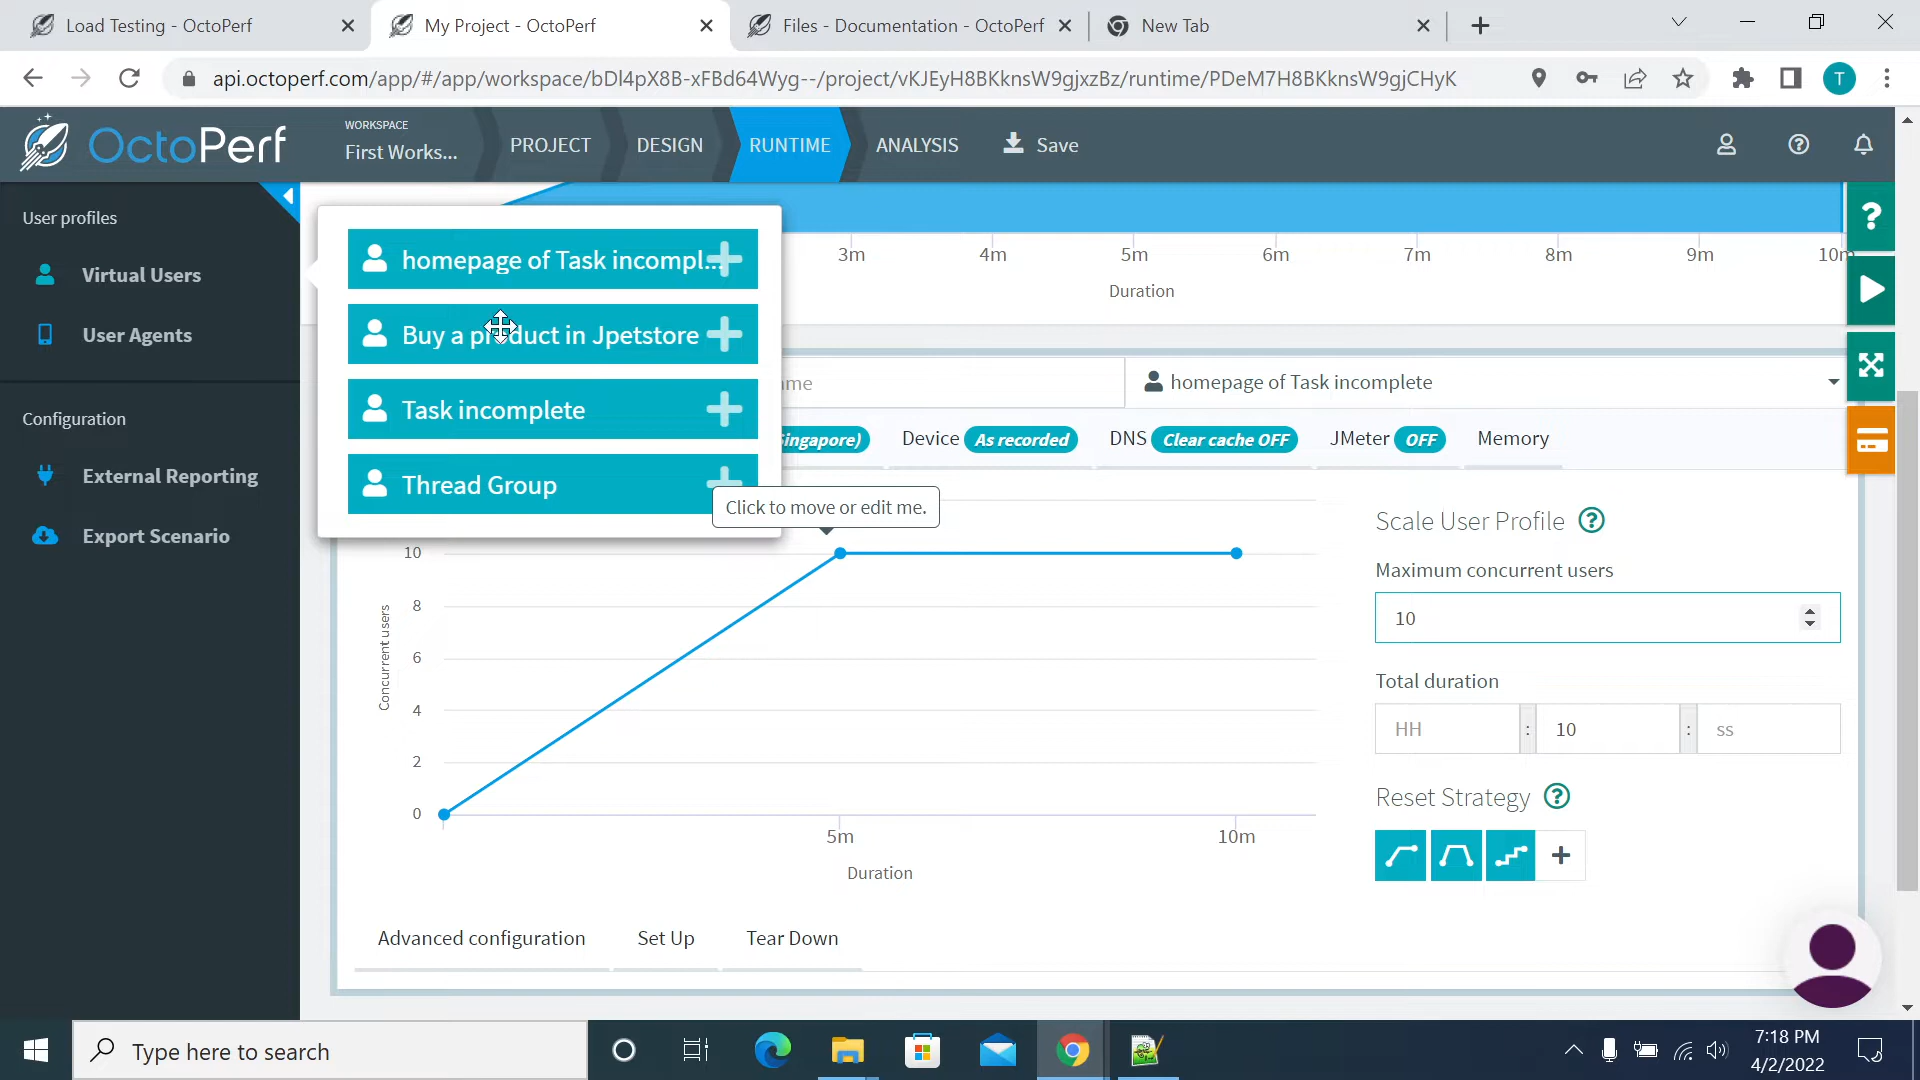 Load Testing - OctoPerf
My Project - OctoPerf
Files - Documentation - OctoPerf
New Tab
api.octoperf.com/app/#/app/workspace/bDl4pX8B-xFBd64Wyg--/project/vKJEyH8BKknsW9gjxzBz/runtime/PDeM7H8BKknsW9gjCHyK
T
OctoPerf
WORKSPACE
First Works...
PROJECT
DESIGN
RUNTIME
ANALYSIS
Save
User profiles
Virtual Users
User Agents
Configuration
External Reporting
Export Scenario
homepage of Task incompl...
Buy a product in Jpetstore
Task incomplete
Thread Group
3m
4m
5m
6m
7m
8m
9m
Duration
homepage of Task incomplete
Device As recorded
DNS Clear cache OFF
JMeter OFF
Memory
Click to move or edit me.
Concurrent users
10
8
6
4
2
0
5m
10m
Duration
Scale User Profile
Maximum concurrent users
10
Total duration
HH : 10 : ss
Reset Strategy
Advanced configuration
Set Up
Tear Down
Type here to search
7:18 PM
4/2/2022